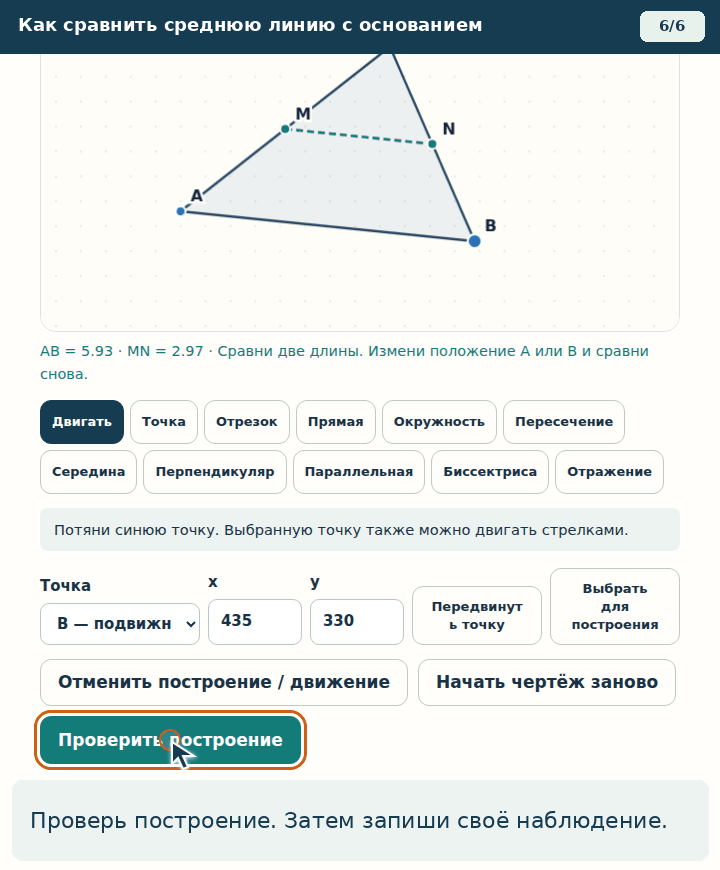 Как сравнить среднюю линию с основанием
6/6
M
N
A
B
AB = 5.93 · MN = 2.97 · Сравни две длины. Измени положение A или B и сравни
снова.
Двигать Точка Отрезок Прямая Окружность Пересечение
Середина Перпендикуляр Параллельная Биссектриса Отражение
Потяни синюю точку. Выбранную точку также можно двигать стрелками.
Точка x y
B — подвижн 435 330
Передвинут
ь точку
Выбрать
для
построения
Отменить построение / движение Начать чертёж заново
Проверить построение
Проверь построение. Затем запиши своё наблюдение.